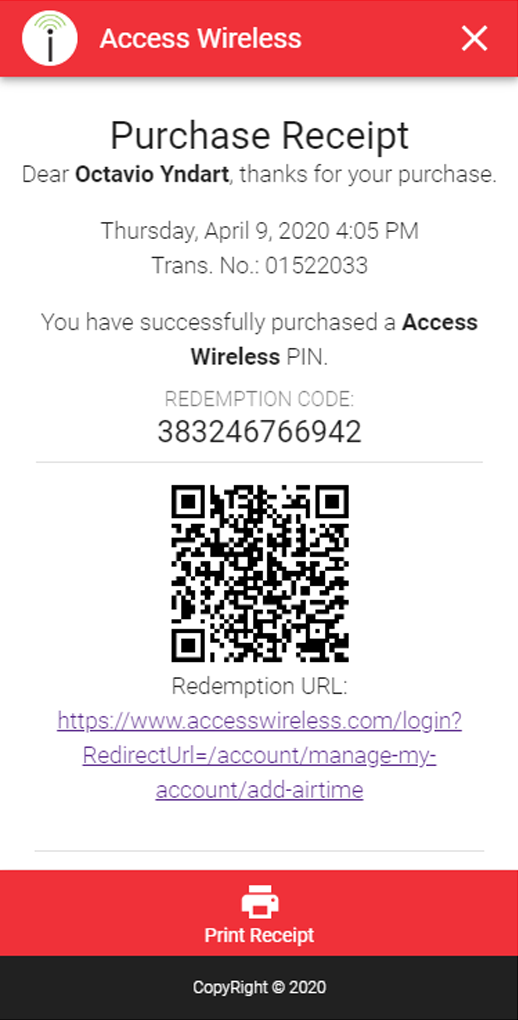 Access Wireless
Purchase Receipt
Dear Octavio Yndart, thanks for your purchase.
Thursday, April 9, 2020 4:05 PM
Trans. No.: 01522033
You have successfully purchased a Access
Wireless PIN.
REDEMPTION CODE:
383246766942
Redemption URL:
https://www.accesswireless.com/login?
RedirectUrl=/account/manage-my-
account/add-airtime
Print Receipt
CopyRight © 2020